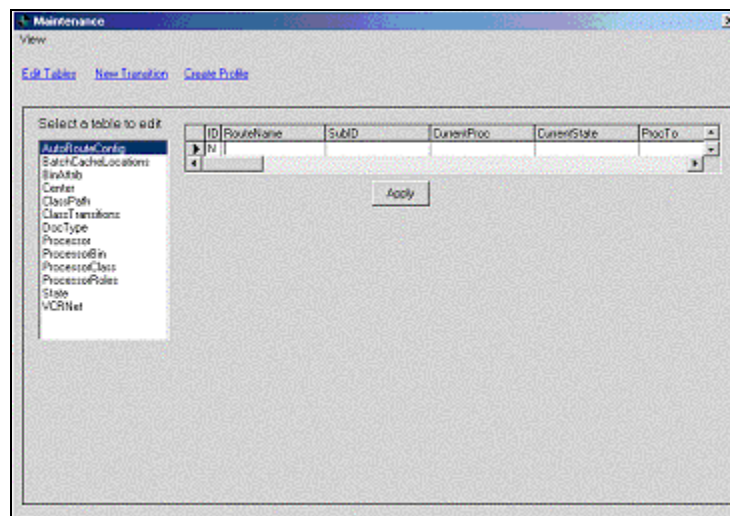 Maintenance
View
Edit Tables New Transition Create Profile
Select a table to edit
ID RouteName SubID CurrentProc CurrentState ProcTo
N
AutoRouteConfig
BatchCacheLocations
BinAttrib
Center
ClassPath
ClassTransitions
DocType
Processor
ProcessorBin
ProcessorClass
ProcessorRoles
State
VCRNet
Apply